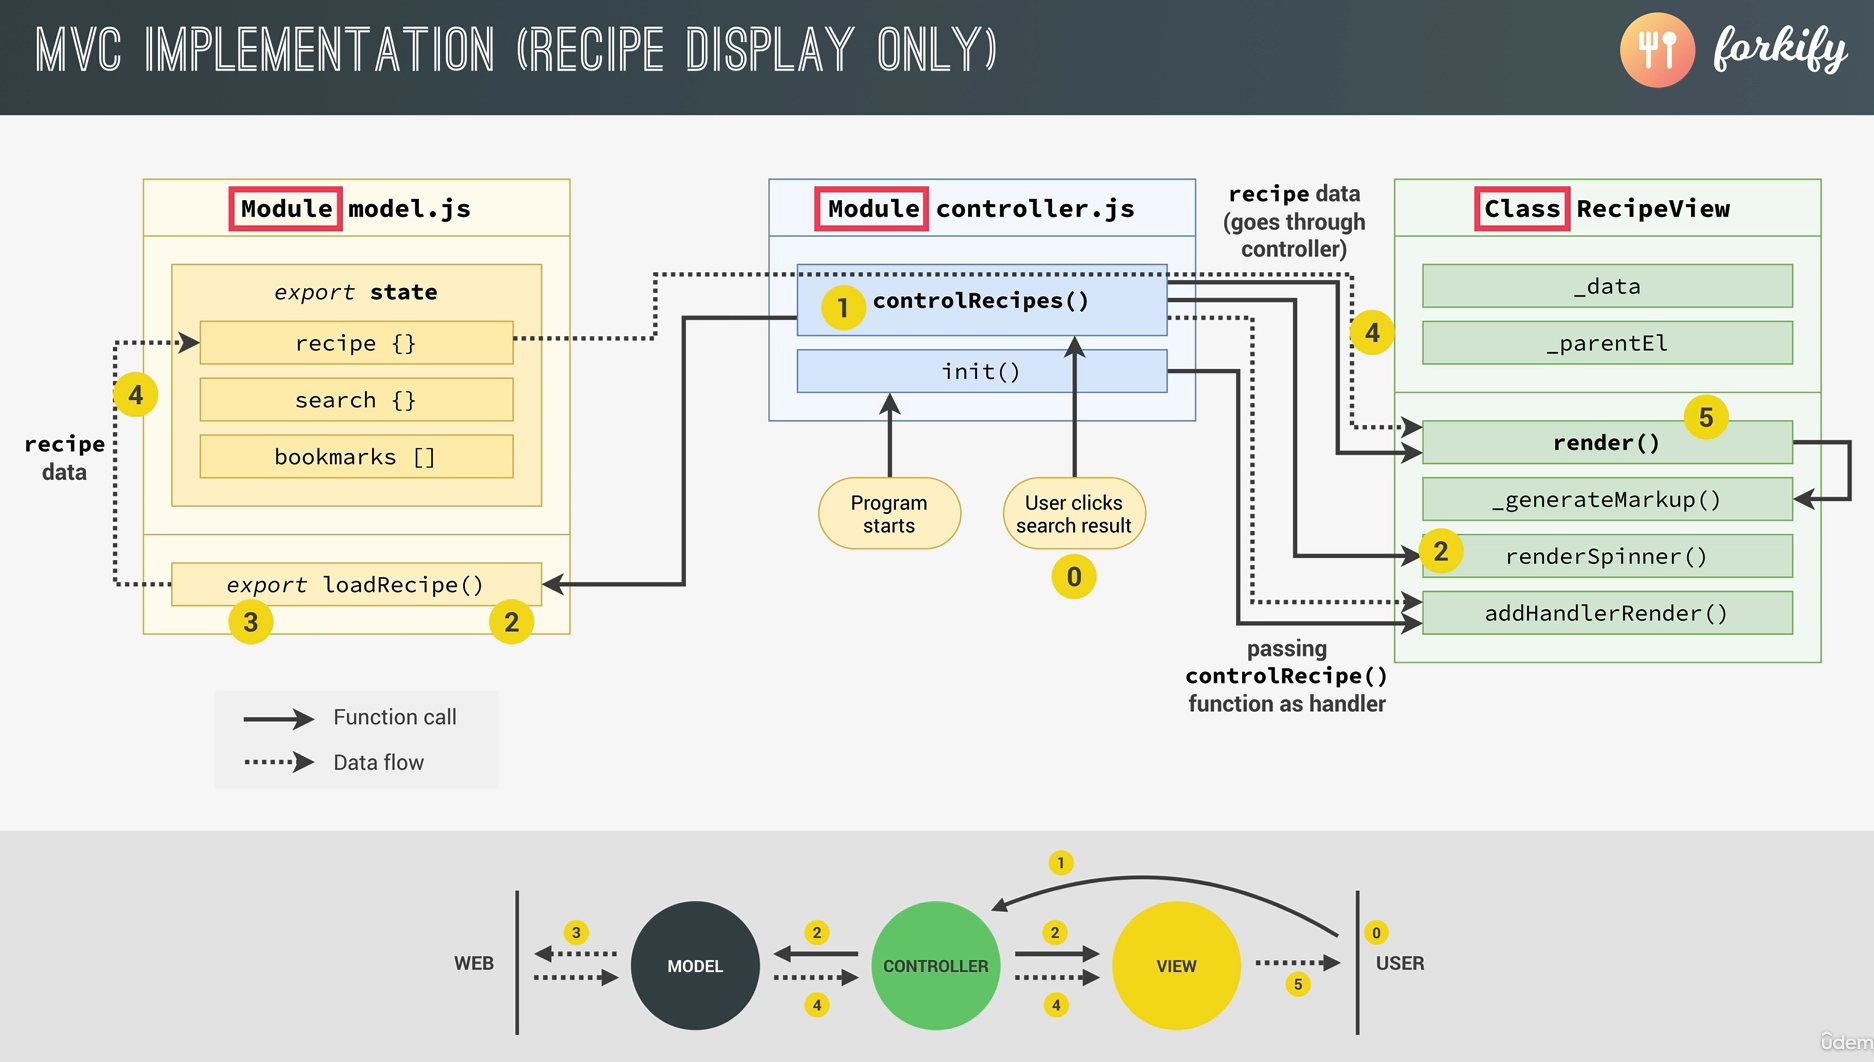 MVC IMPLEMENTATION (RECIPE DISPLAY ONLY)
forkify
Module model.js
export state
recipe {}
search {}
bookmarks []
export loadRecipe()
4
recipe
data
3
2
Module controller.js
1
controlRecipes()
init()
Program
starts
User clicks
search result
0
recipe data
(goes through
controller)
4
Class RecipeView
_data
_parentEl
5
render()
_generateMarkup()
2
renderSpinner()
addHandlerRender()
passing
controlRecipe()
function as handler
Function call
Data flow
WEB
3
MODEL
2
4
CONTROLLER
1
2
4
VIEW
5
0
USER